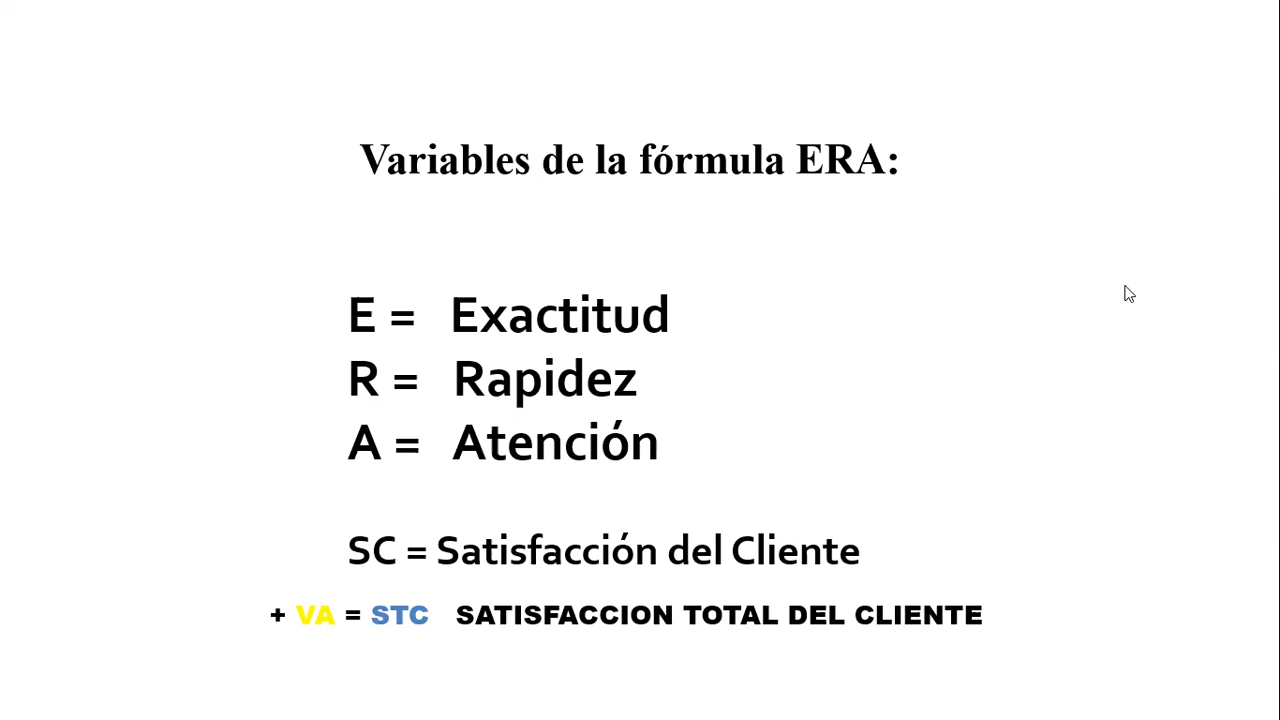 Variables de la fórmula ERA:
E = Exactitud
R = Rapidez
A = Atención
SC = Satisfacción del Cliente
+ VA = STC SATISFACCION TOTAL DEL CLIENTE